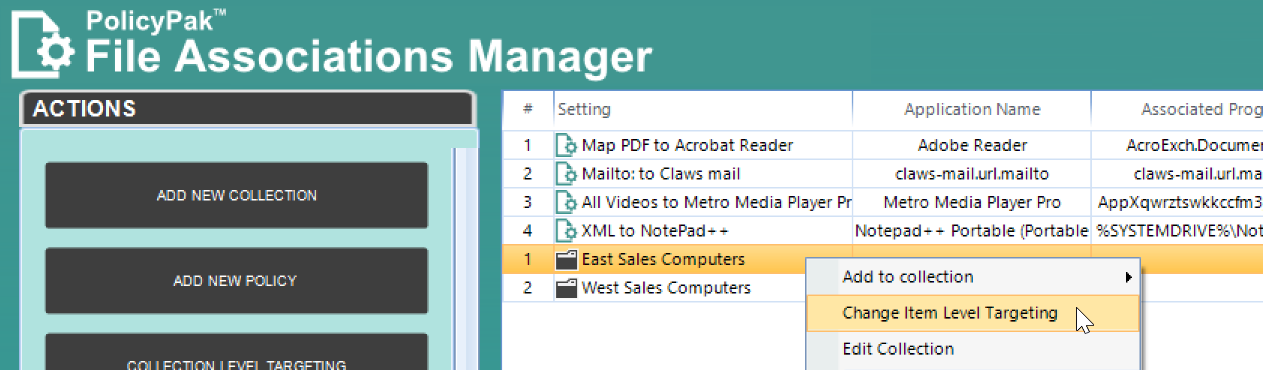 PolicyPak™
File Associations Manager
ACTIONS
ADD NEW COLLECTION
ADD NEW POLICY
COLLECTION LEVEL TARGETING
# Setting Application Name Associated Prog
1 Map PDF to Acrobat Reader Adobe Reader AcroExch.Documen
2 Mailto: to Claws mail claws-mail.url.mailto claws-mail.url.ma
3 All Videos to Metro Media Player Pr Metro Media Player Pro AppXqwrztswkkccfm3
4 XML to NotePad++ Notepad++ Portable (Portable %SYSTEMDRIVE%\Not
1 East Sales Computers
2 West Sales Computers
Add to collection
Change Item Level Targeting
Edit Collection